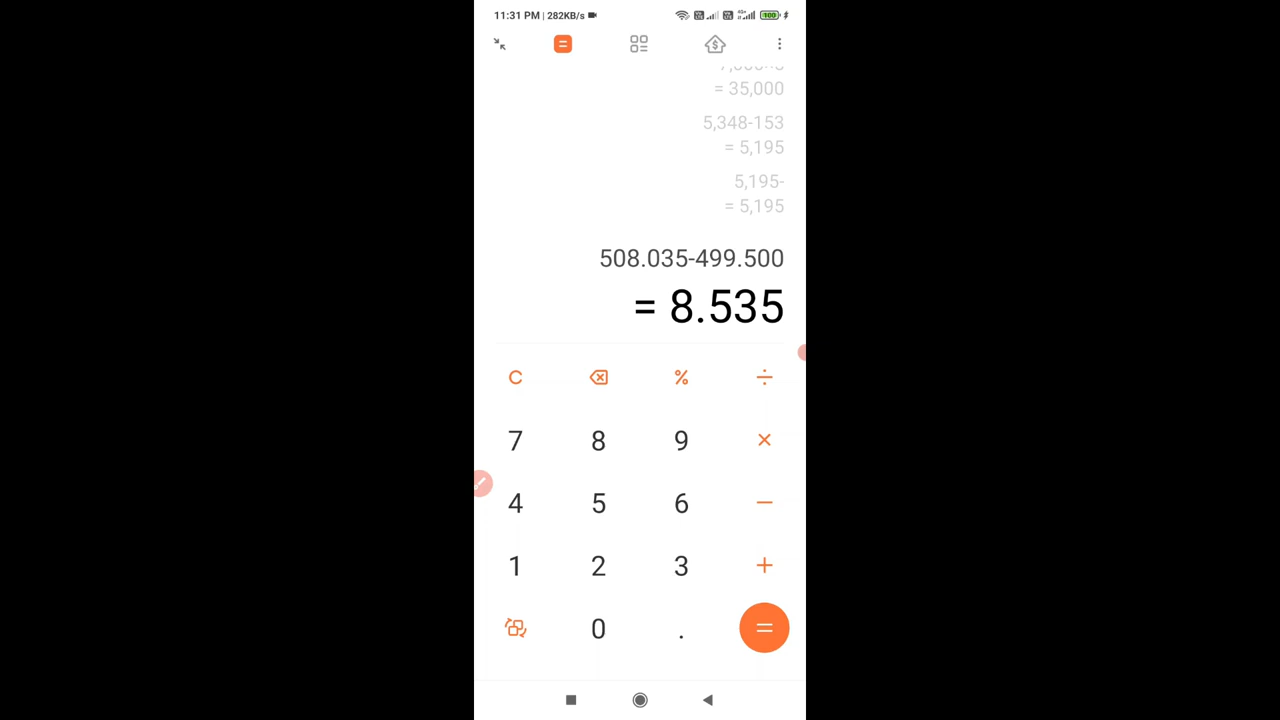 11:31 PM | 282KB/s
100
= 35,000
5,348-153
= 5,195
5,195-
= 5,195
508.035-499.500
= 8.535
C % ÷
7 8 9 ×
4 5 6 −
1 2 3 +
0 . =